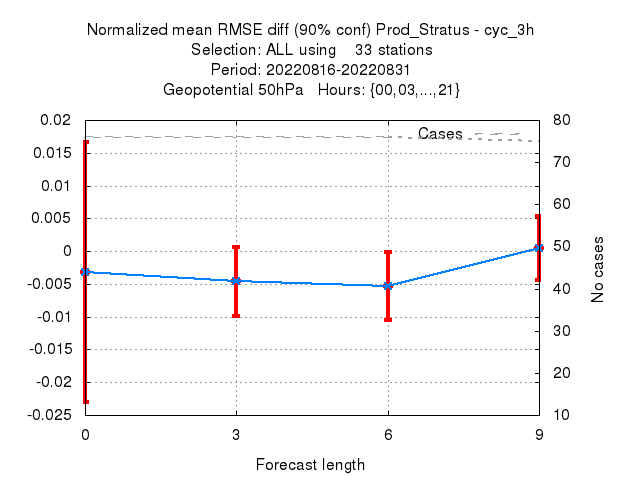 Normalized mean RMSE diff (90% conf) Prod_Stratus - cyc_3h
Selection: ALL using    33 stations
Period: 20220816-20220831
Geopotential 50hPa   Hours: {00,03,...,21}
Cases
0.02
0.015
0.01
0.005
0
-0.005
-0.01
-0.015
-0.02
-0.025
80
70
60
50
40
30
20
10
No cases
0 3 6 9
Forecast length